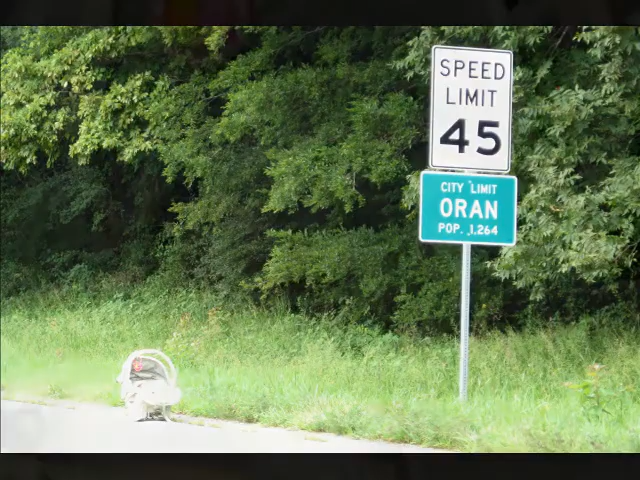 SPEED
LIMIT
45
CITY LIMIT
ORAN
POP. 1,264